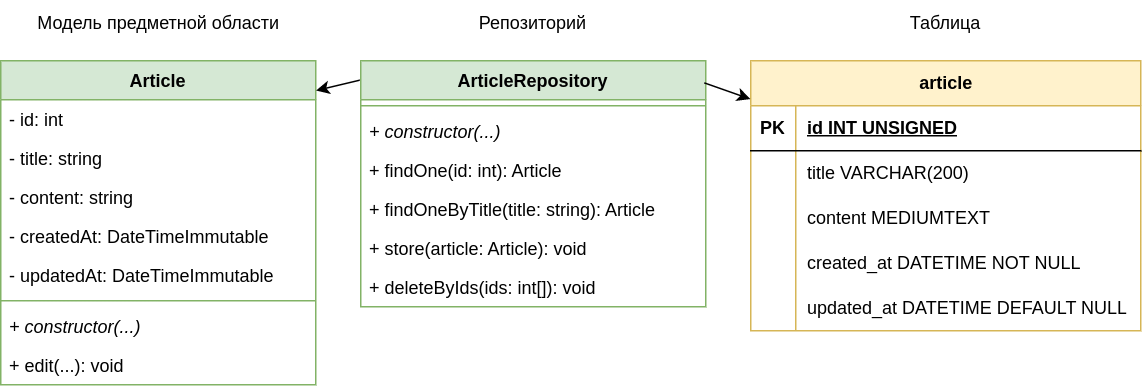 Модель предметной области
Репозиторий
Таблица
Article
- id: int
- title: string
- content: string
- createdAt: DateTimeImmutable
- updatedAt: DateTimeImmutable
+ constructor(...)
+ edit(...): void
ArticleRepository
+ constructor(...)
+ findOne(id: int): Article
+ findOneByTitle(title: string): Article
+ store(article: Article): void
+ deleteByIds(ids: int[]): void
article
PK id INT UNSIGNED
title VARCHAR(200)
content MEDIUMTEXT
created_at DATETIME NOT NULL
updated_at DATETIME DEFAULT NULL